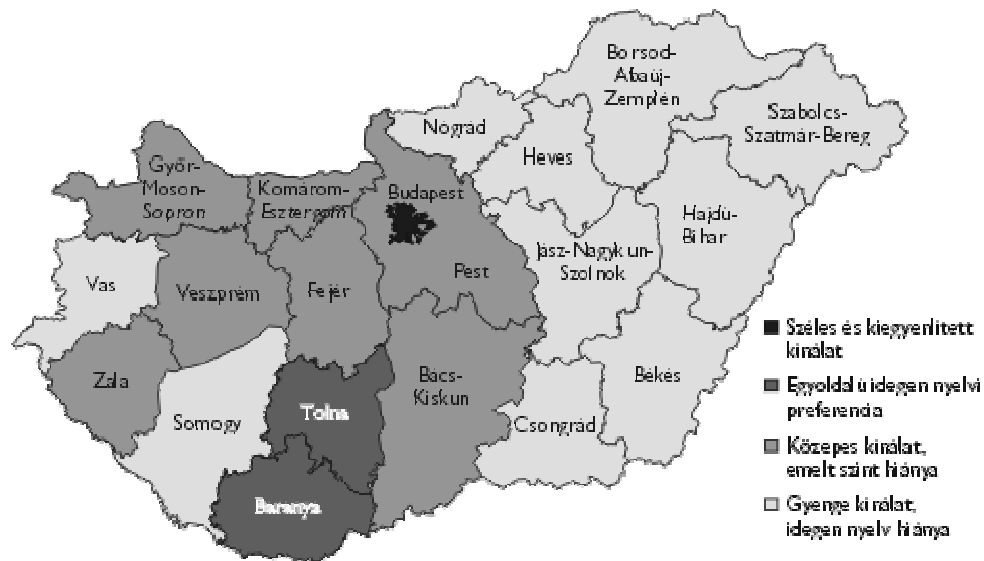 Borsod-
Abaúj-
Zemplén
Szabolcs-
Szatmár-Bereg
Nógrád
Heves
Győr-
Moson-
Sopron
Komárom-
Esztergom
Budapest
Hajdú-
Bihar
Jász-Nagykun-
Szolnok
Pest
Vas
Veszprém
Fejér
Zala
Bács-
Kiskun
Békés
Somogy
Tolna
Csongrád
Baranya
Széles és kiegyenlített
kínálat
Egyoldalú idegen nyelvi
preferencia
Közepes kínálat,
emelt szint hiánya
Gyenge kínálat,
idegen nyelv hiánya